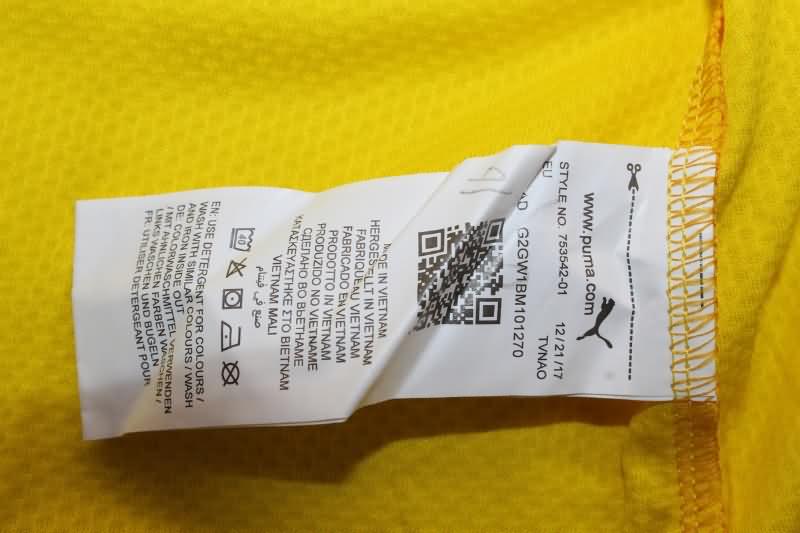 www.puma.com
STYLE NO. 753542-01 12/21/17
EU
G2GW1BM101270 TVNAO
IN VIETNAM
HERGESTELLT IN VIETNAM
FABRIQUE AU VIETNAM
FABRICADO EN VIETNAM
PRODOTTO IN VIETNAM
PRODUZIDO NO VIETNAME
СДЕЛАНО ВО ВЬЕТНАМЕ
ΚΑΤΑΣΚΕΥΑΣΤΗΚΕ ΣΤΟ ΒΙΕΤΝΑΜ
VIETNAM MALI
صنع في فيتنام
40
EN: USE DETERGENT FOR COLOURS /
WASH WITH SIMILAR COLOURS / WASH
AND IRON INSIDE OUT
DE: COLORWASCHMITTEL VERWENDEN
/ MIT ÄHNLICHEN FARBEN WASCHEN /
LINKS WASCHEN UND BÜGELN
FR: UTILISER DETERGEANT POUR